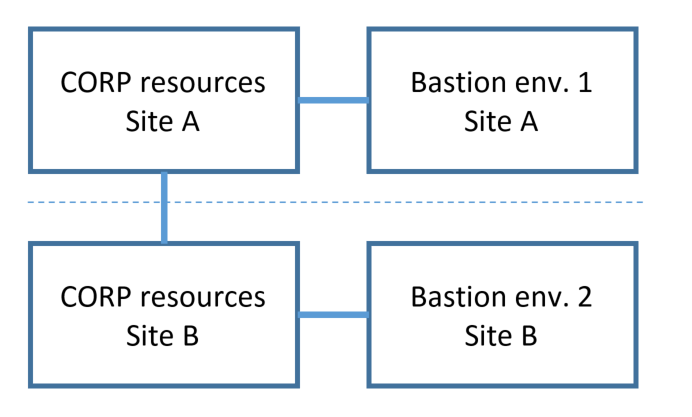 CORP resources
Site A
Bastion env. 1
Site A
CORP resources
Site B
Bastion env. 2
Site B